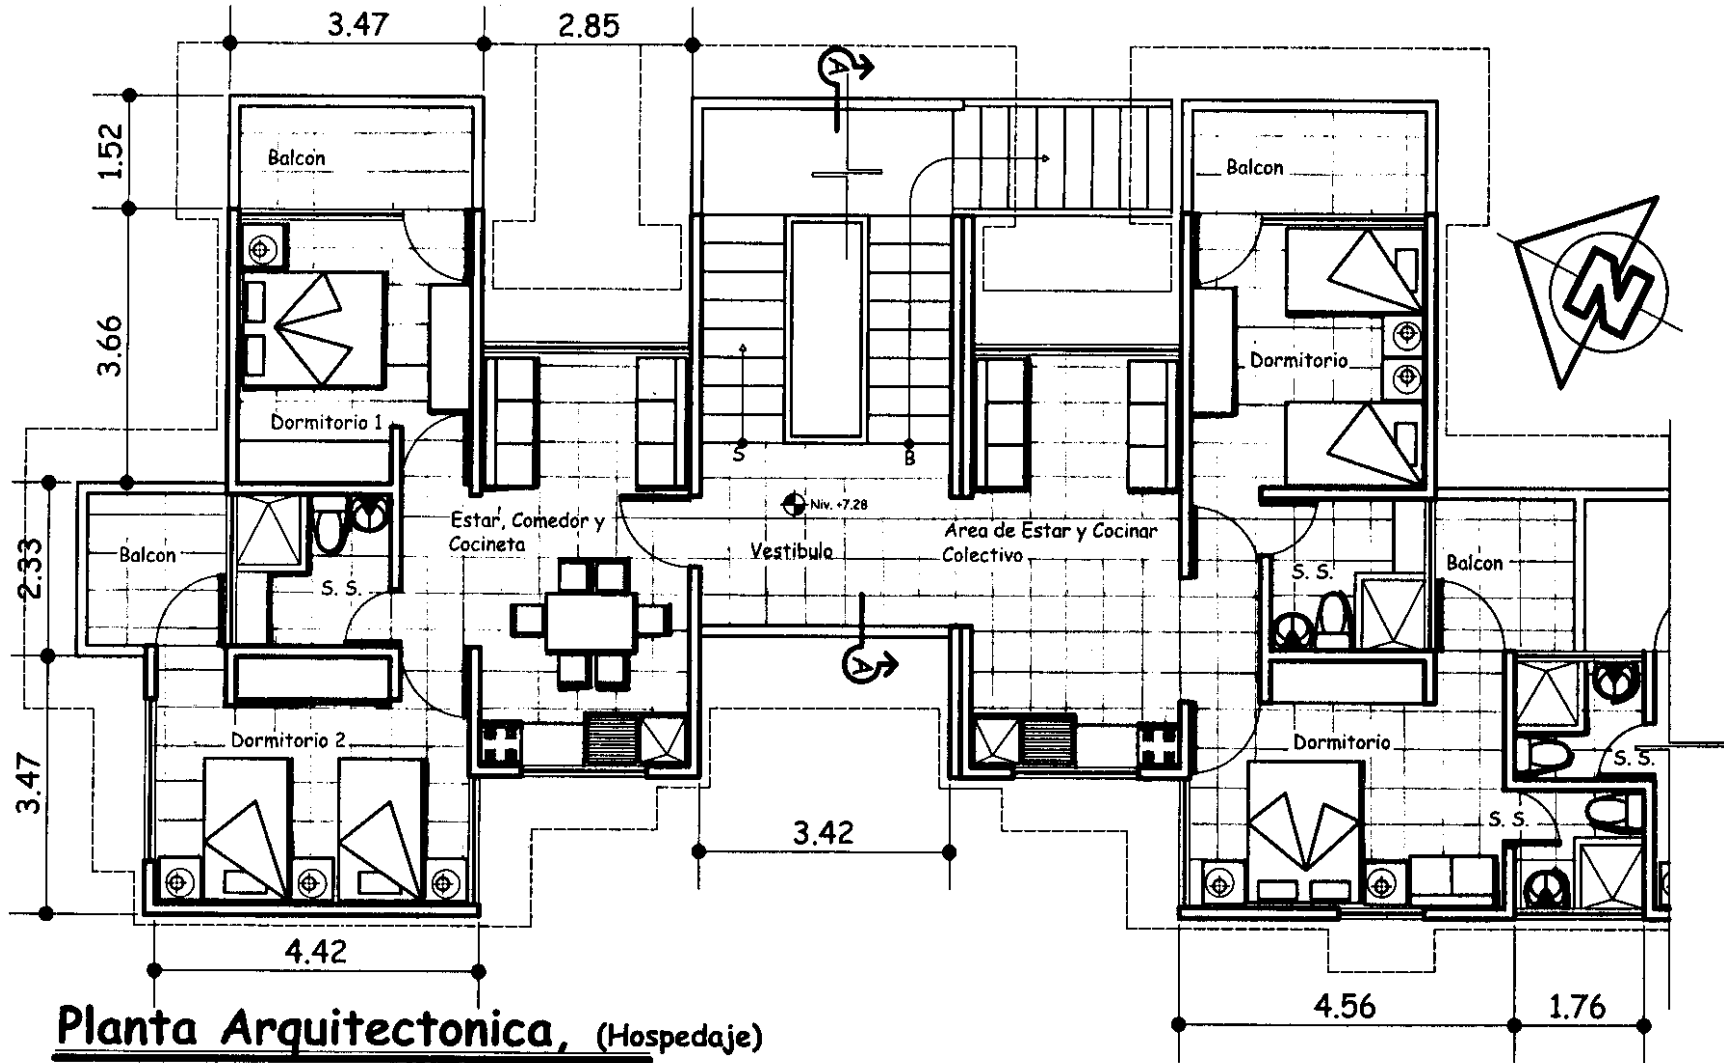 3.47
2.85
A
1.52
Balcon
Balcon
3.66
N
Dormitorio
Dormitorio 1
S
B
Niv. +7.28
Estar, Comedor y
Cocineta
Area de Estar y Cocinar
Colectivo
Vestibulo
Balcon
Balcon
2.33
S. S.
S. S.
A
Dormitorio 2
Dormitorio
S. S.
3.47
S. S.
3.42
4.42
4.56
1.76
Planta Arquitectonica, (Hospedaje)